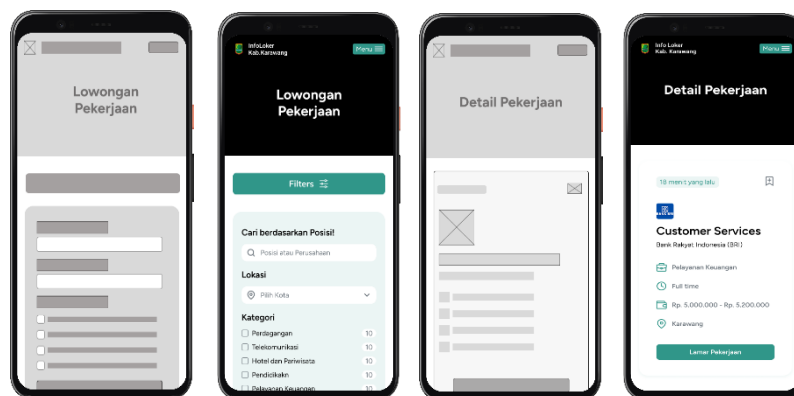 Lowongan
Pekerjaan
InfoLoker
Kab.Karawang
Menu
Lowongan
Pekerjaan
Filters
Cari berdasarkan Posisi!
Posisi atau Perusahaan
Lokasi
Pilih Kota
Kategori
Perdagangan 10
Telekomunikasi 10
Hotel dan Pariwisata 10
Pendidikakn 10
Pelayanan Keuangan 10
Detail Pekerjaan
Info Loker
Kab. Karawang
Menu
Detail Pekerjaan
18 menit yang lalu
Customer Services
Bank Rakyat Indonesia (BRI)
Pelayanan Keuangan
Full time
Rp. 5.000.000 - Rp. 5.200.000
Karawang
Lamar Pekerjaan